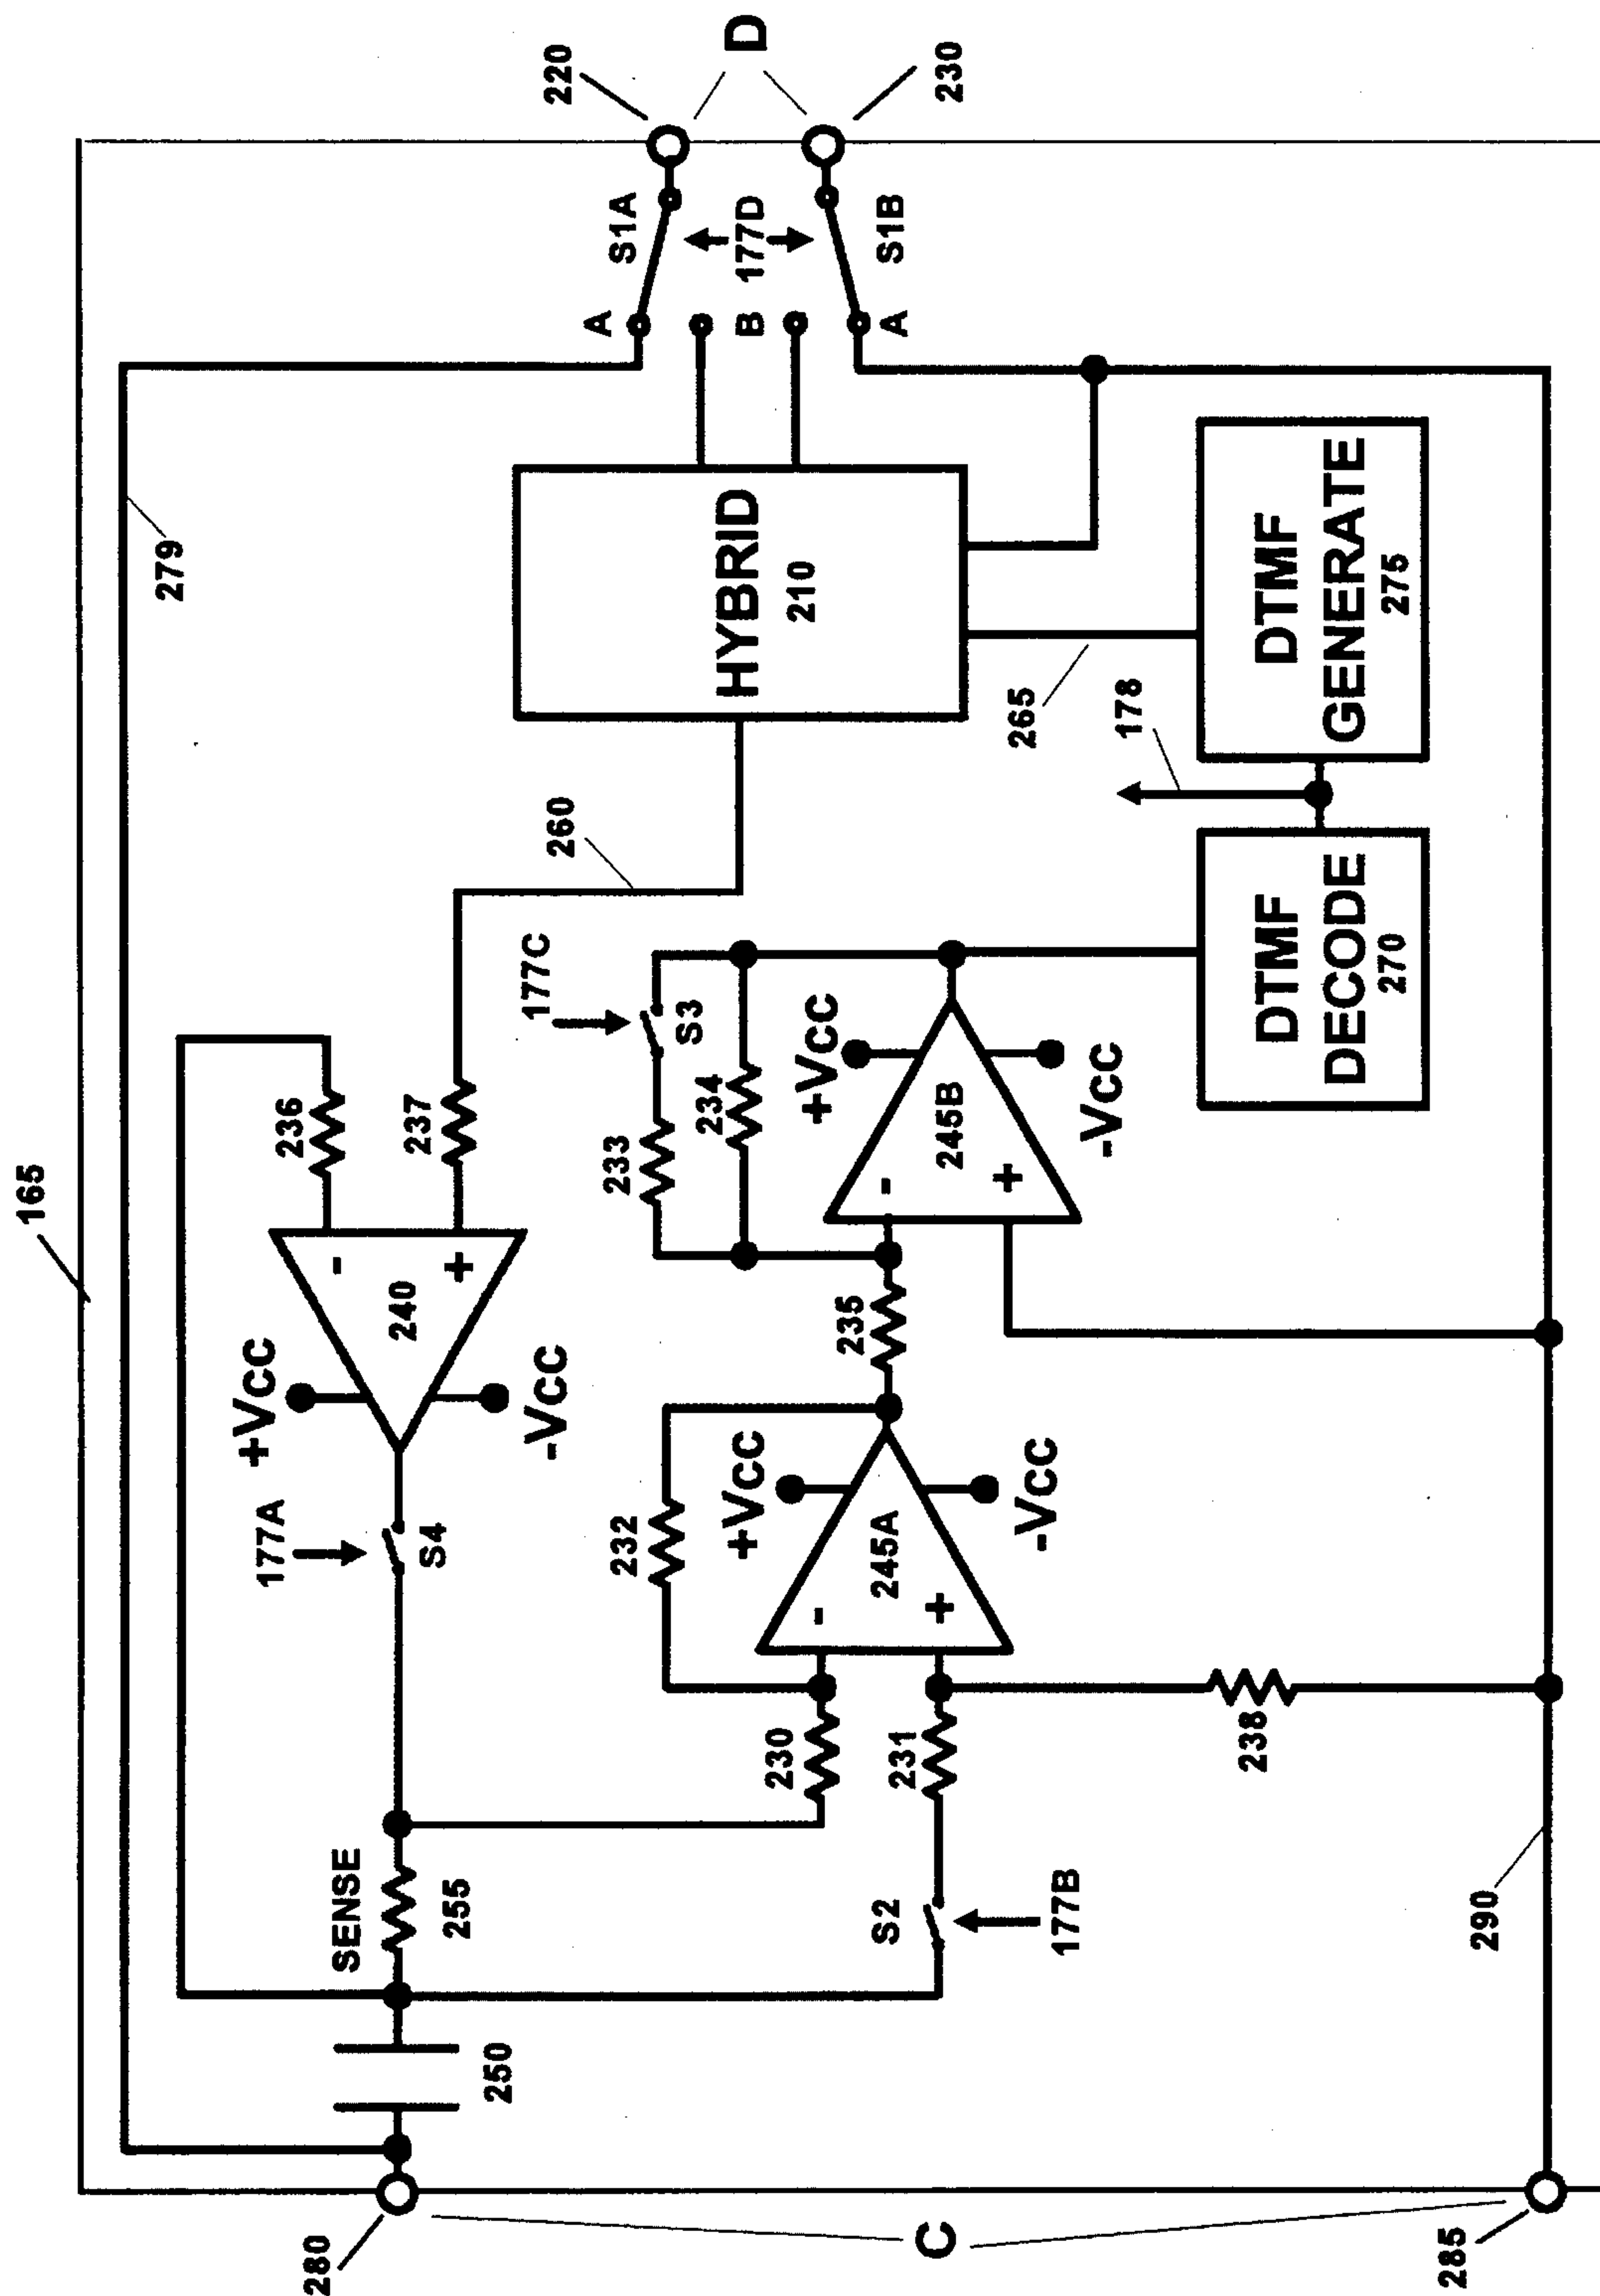 165
279
280
C
285
250
SENSE
255
177A
S4
+VCC
-VCC
240
-
+
236
237
260
S2
177B
230
231
238
232
245A
-
+
+VCC
-VCC
235
233
234
177C
S3
245B
-
+
+VCC
-VCC
290
DTMF
DECODE
270
178
DTMF
GENERATE
275
265
HYBRID
210
A
B
A
S1A
177D
S1B
220
D
230